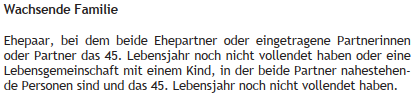 Wachsende Familie
Ehepaar, bei dem beide Ehepartner oder eingetragene Partnerinnen
oder Partner das 45. Lebensjahr noch nicht vollendet haben oder eine
Lebensgemeinschaft mit einem Kind, in der beide Partner nahestehen-
de Personen sind und das 45. Lebensjahr noch nicht vollendet haben.